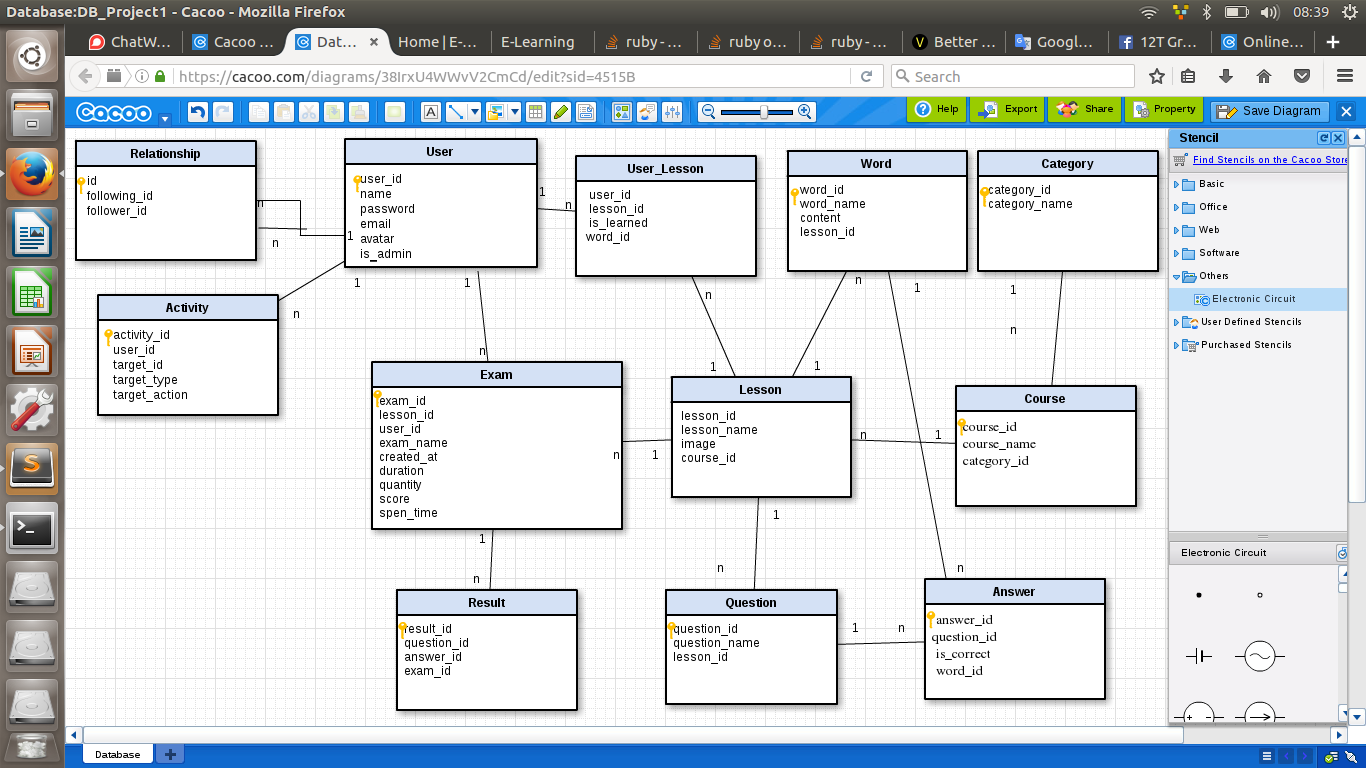 Database:DB_Project1 - Cacoo - Mozilla Firefox
08:39
ChatW...
Cacoo ...
Dat...
Home | E-...
E-Learning
ruby - ...
ruby o...
ruby - ...
Better ...
Googl...
12T Gr...
Online...
https://cacoo.com/diagrams/38IrxU4WWvV2CmCd/edit?sid=4515B
Search
Cacoo
Help
Export
Share
Property
Save Diagram
Relationship
id
following_id
follower_id
User
user_id
name
password
email
avatar
is_admin
User_Lesson
user_id
lesson_id
is_learned
word_id
Word
word_id
word_name
content
lesson_id
Category
category_id
category_name
n
n
1
1
n
1
n
1
n
n
1
n
1
1
1
n
Activity
activity_id
user_id
target_id
target_type
target_action
Exam
exam_id
lesson_id
user_id
exam_name
created_at
duration
quantity
score
spen_time
n
1
Lesson
lesson_id
lesson_name
image
course_id
n
1
Course
course_id
course_name
category_id
1
n
1
n
n
Result
result_id
question_id
answer_id
exam_id
Question
question_id
question_name
lesson_id
1
n
Answer
answer_id
question_id
is_correct
word_id
Stencil
Find Stencils on the Cacoo Store
Basic
Office
Web
Software
Others
Electronic Circuit
User Defined Stencils
Purchased Stencils
Electronic Circuit
Database